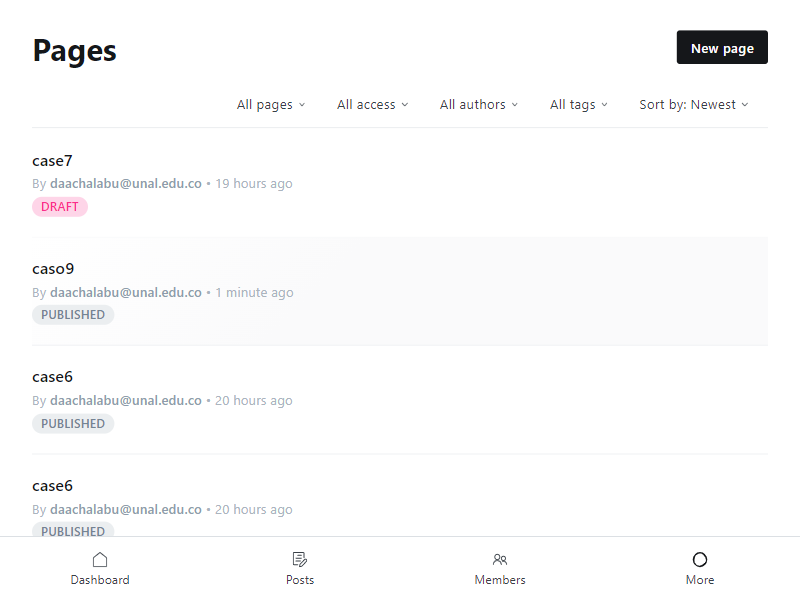 Pages
New page
All pages
All access
All authors
All tags
Sort by: Newest
case7
By daachalabu@unal.edu.co • 19 hours ago
DRAFT
caso9
By daachalabu@unal.edu.co • 1 minute ago
PUBLISHED
case6
By daachalabu@unal.edu.co • 20 hours ago
PUBLISHED
case6
By daachalabu@unal.edu.co • 20 hours ago
PUBLISHED
Dashboard
Posts
Members
More